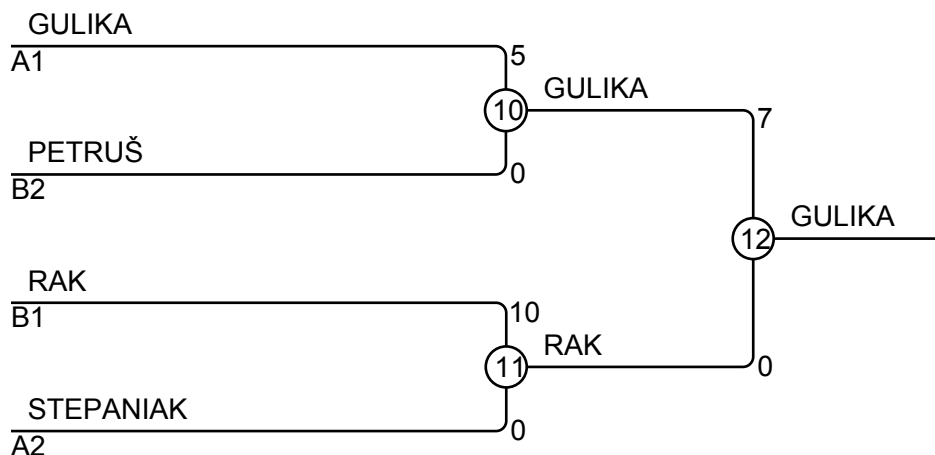 GULIKA
A1
5
10
GULIKA
7
PETRUŠ
B2
0
12
GULIKA
RAK
B1
10
11
RAK
0
STEPANIAK
A2
0